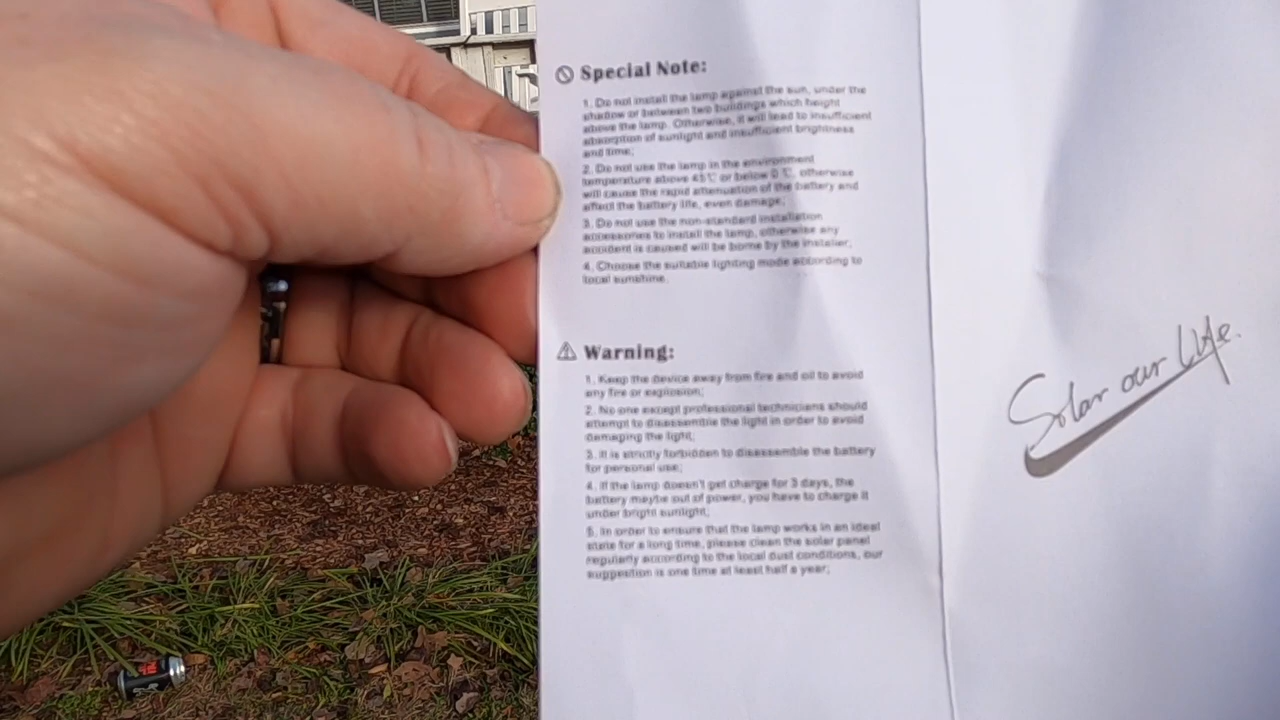 Special Note:
1. Do not install the lamp against the sun, under the
shadow or between two buildings which height
above the lamp. Otherwise, it will lead to insufficient
absorption of sunlight and insufficient brightness
and time;
2. Do not use the lamp in the environment
temperature above 45℃ or below 0 ℃, otherwise
will cause the rapid attenuation of the battery and
affect the battery life, even damage;
3. Do not use the non-standard installation
accessories to install the lamp, otherwise any
accident is caused will be borne by the installer;
4. Choose the suitable lighting mode according to
local sunshine.
Warning:
1. Keep the device away from fire and oil to avoid
any fire or explosion;
2. No one except professional technicians should
attempt to disassemble the light in order to avoid
damaging the light;
3. It is strictly forbidden to disassemble the battery
for personal use;
4. If the lamp doesn't get charge for 3 days, the
battery maybe out of power, you have to charge it
under bright sunlight;
5. In order to ensure that the lamp works in an ideal
state for a long time, please clean the solar panel
regularly according to the local dust conditions, our
suggestion is one time at least half a year;
Solar our Life.